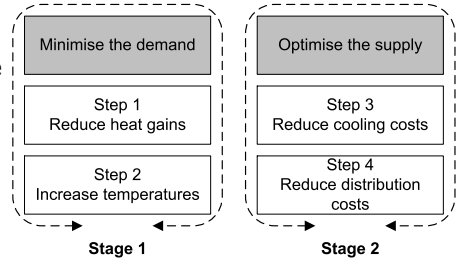 Minimise the demand
Step 1
Reduce heat gains
Step 2
Increase temperatures
Stage 1
Optimise the supply
Step 3
Reduce cooling costs
Step 4
Reduce distribution
costs
Stage 2